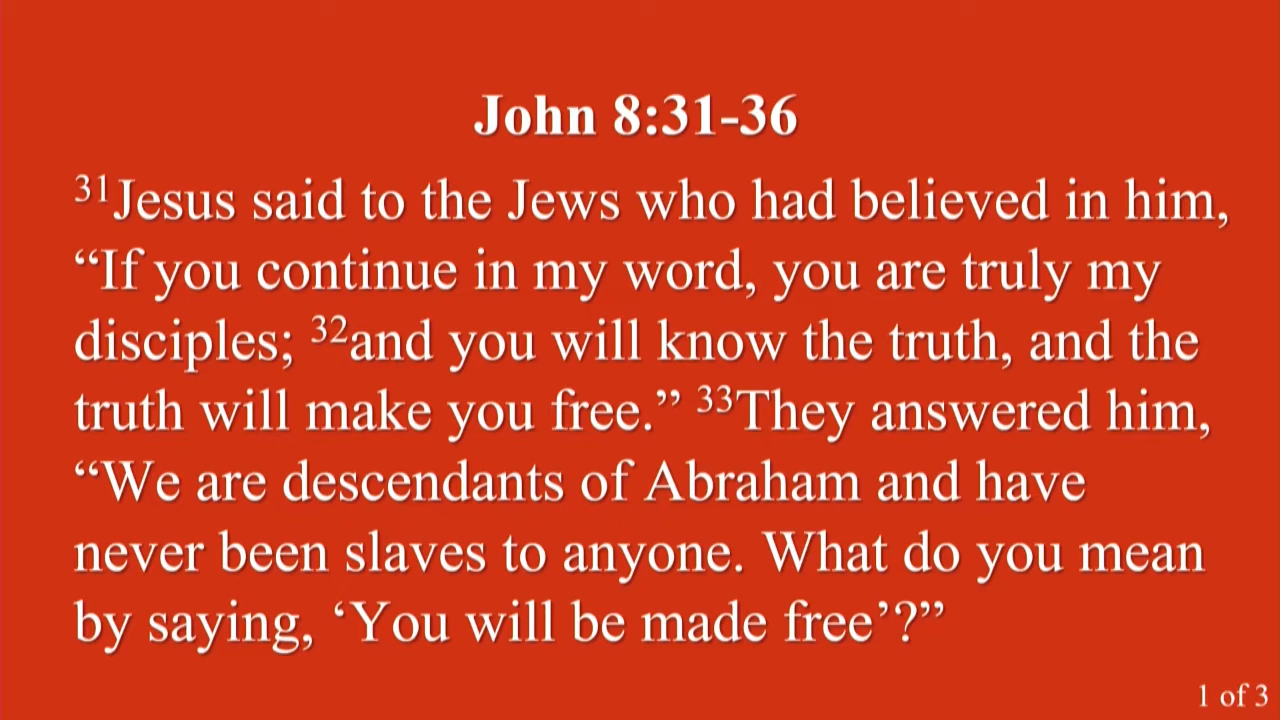 John 8:31-36
³¹Jesus said to the Jews who had believed in him,
“If you continue in my word, you are truly my
disciples; ³²and you will know the truth, and the
truth will make you free.” ³³They answered him,
“We are descendants of Abraham and have
never been slaves to anyone. What do you mean
by saying, ‘You will be made free’?”
1 of 3